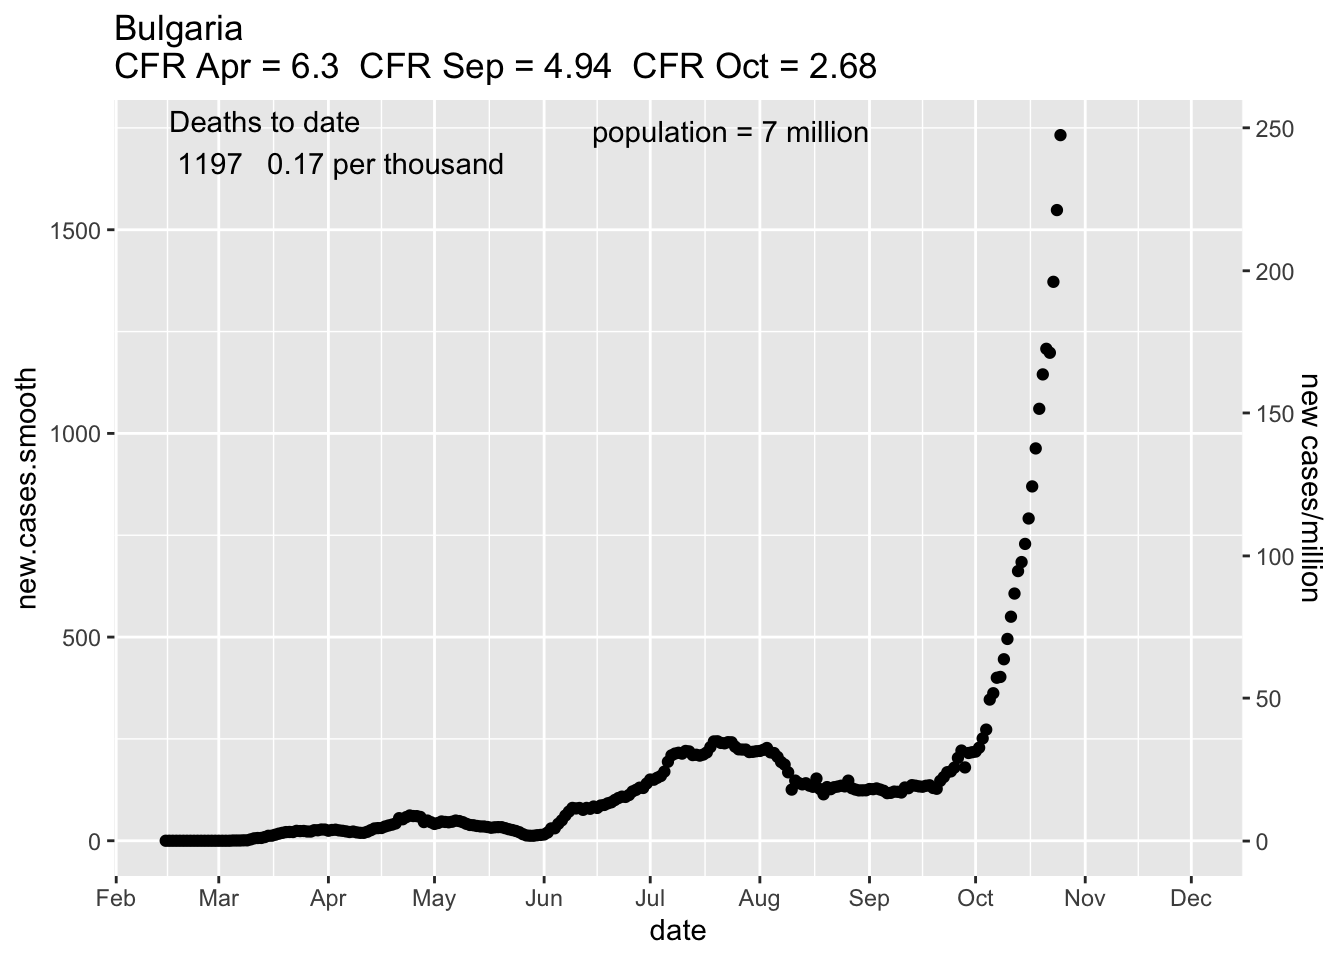 Bulgaria
CFR Apr = 6.3  CFR Sep = 4.94  CFR Oct = 2.68
Deaths to date
1197   0.17 per thousand
population = 7 million
new.cases.smooth
1500
1000
500
0
250
200
150
100
50
0
new cases/million
Feb Mar Apr May Jun Jul Aug Sep Oct Nov Dec
date